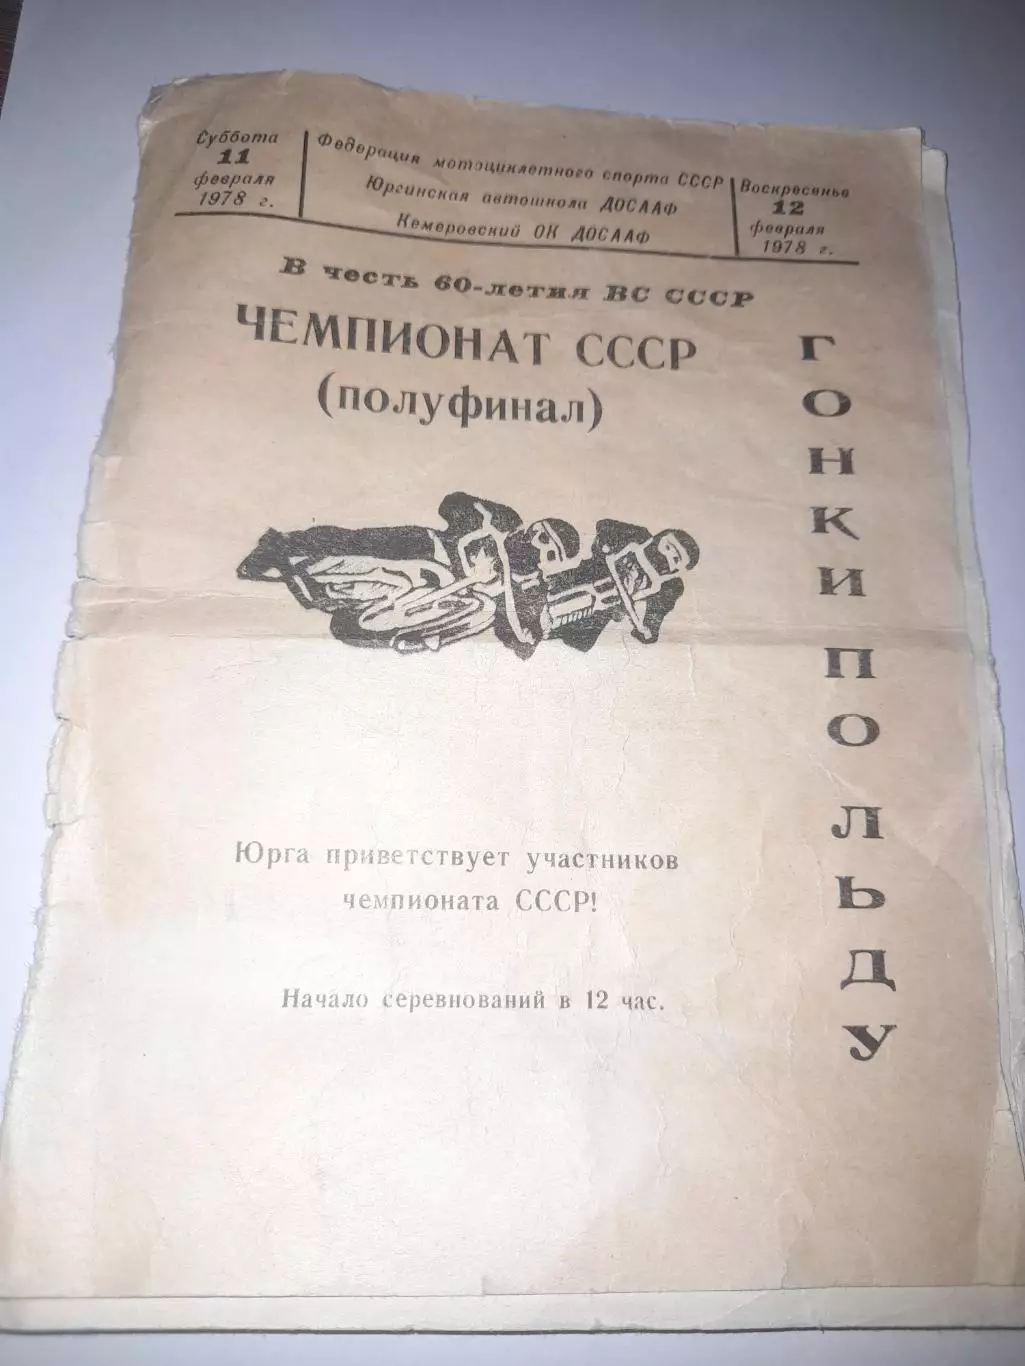 Суббота
11
февраля
1978 г.
Федерация мотоциклетного спорта СССР
Юргинская автошкола ДОСААФ
Кемеровский ОК ДОСААФ
Воскресенье
12
февраля
1978 г.
В честь 60-летия ВС СССР
ЧЕМПИОНАТ СССР
(полуфинал)
ГОНКИ ПО ЛЬДУ
Юрга приветствует участников
чемпионата СССР!
Начало соревнований в 12 час.